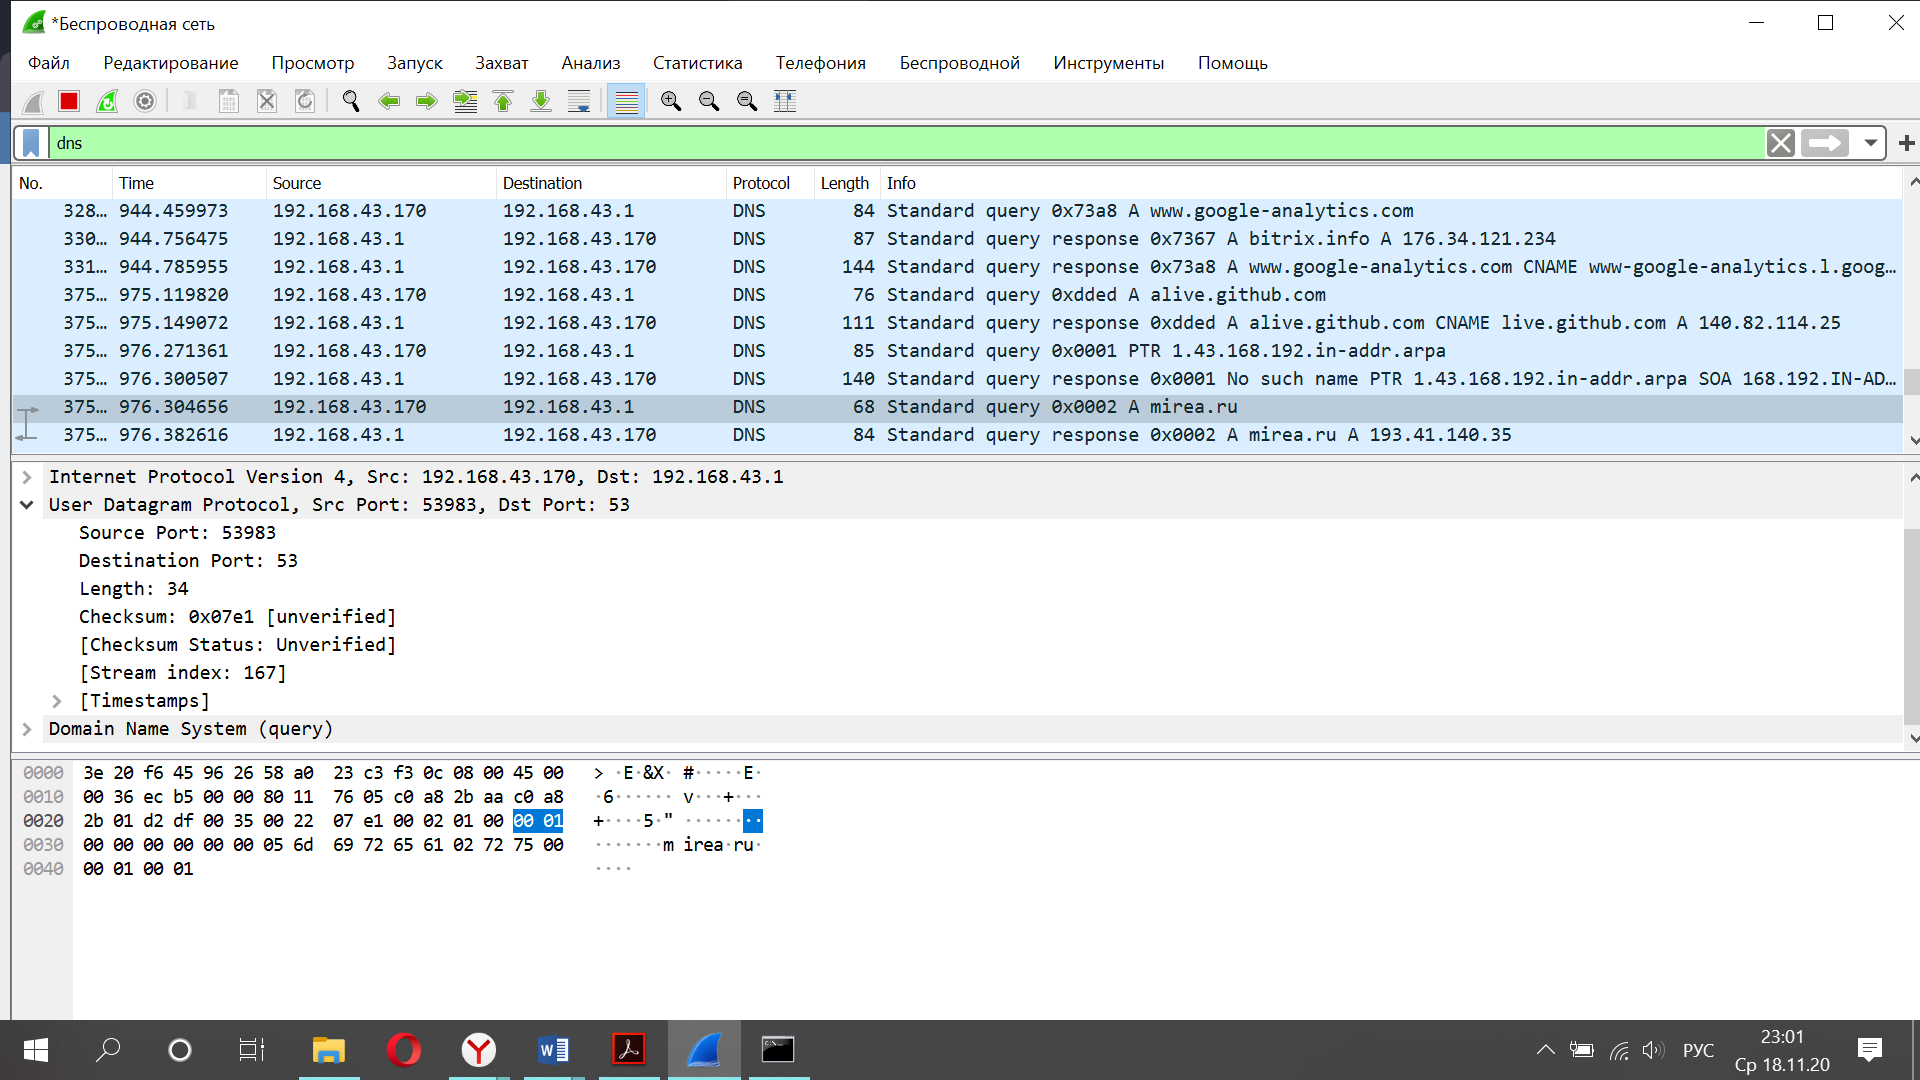 *Беспроводная сеть
Файл Редактирование Просмотр Запуск Захват Анализ Статистика Телефония Беспроводной Инструменты Помощь
dns
No. Time Source Destination Protocol Length Info
328… 944.459973 192.168.43.170 192.168.43.1 DNS 84 Standard query 0x73a8 A www.google-analytics.com
330… 944.756475 192.168.43.1 192.168.43.170 DNS 87 Standard query response 0x7367 A bitrix.info A 176.34.121.234
331… 944.785955 192.168.43.1 192.168.43.170 DNS 144 Standard query response 0x73a8 A www.google-analytics.com CNAME www-google-analytics.l.goog…
375… 975.119820 192.168.43.170 192.168.43.1 DNS 76 Standard query 0xdded A alive.github.com
375… 975.149072 192.168.43.1 192.168.43.170 DNS 111 Standard query response 0xdded A alive.github.com CNAME live.github.com A 140.82.114.25
375… 976.271361 192.168.43.170 192.168.43.1 DNS 85 Standard query 0x0001 PTR 1.43.168.192.in-addr.arpa
375… 976.300507 192.168.43.1 192.168.43.170 DNS 140 Standard query response 0x0001 No such name PTR 1.43.168.192.in-addr.arpa SOA 168.192.IN-AD…
375… 976.304656 192.168.43.170 192.168.43.1 DNS 68 Standard query 0x0002 A mirea.ru
375… 976.382616 192.168.43.1 192.168.43.170 DNS 84 Standard query response 0x0002 A mirea.ru A 193.41.140.35
Internet Protocol Version 4, Src: 192.168.43.170, Dst: 192.168.43.1
User Datagram Protocol, Src Port: 53983, Dst Port: 53
Source Port: 53983
Destination Port: 53
Length: 34
Checksum: 0x07e1 [unverified]
[Checksum Status: Unverified]
[Stream index: 167]
[Timestamps]
Domain Name System (query)
0000 3e 20 f6 45 96 26 58 a0 23 c3 f3 0c 08 00 45 00 > ·E·&X· #·····E·
0010 00 36 ec b5 00 00 80 11 76 05 c0 a8 2b aa c0 a8 ·6······ v···+···
0020 2b 01 d2 df 00 35 00 22 07 e1 00 02 01 00 00 01 +····5·" ········
0030 00 00 00 00 00 00 05 6d 69 72 65 61 02 72 75 00 ·······m irea·ru·
0040 00 01 00 01 ····
РУС
23:01
Ср 18.11.20